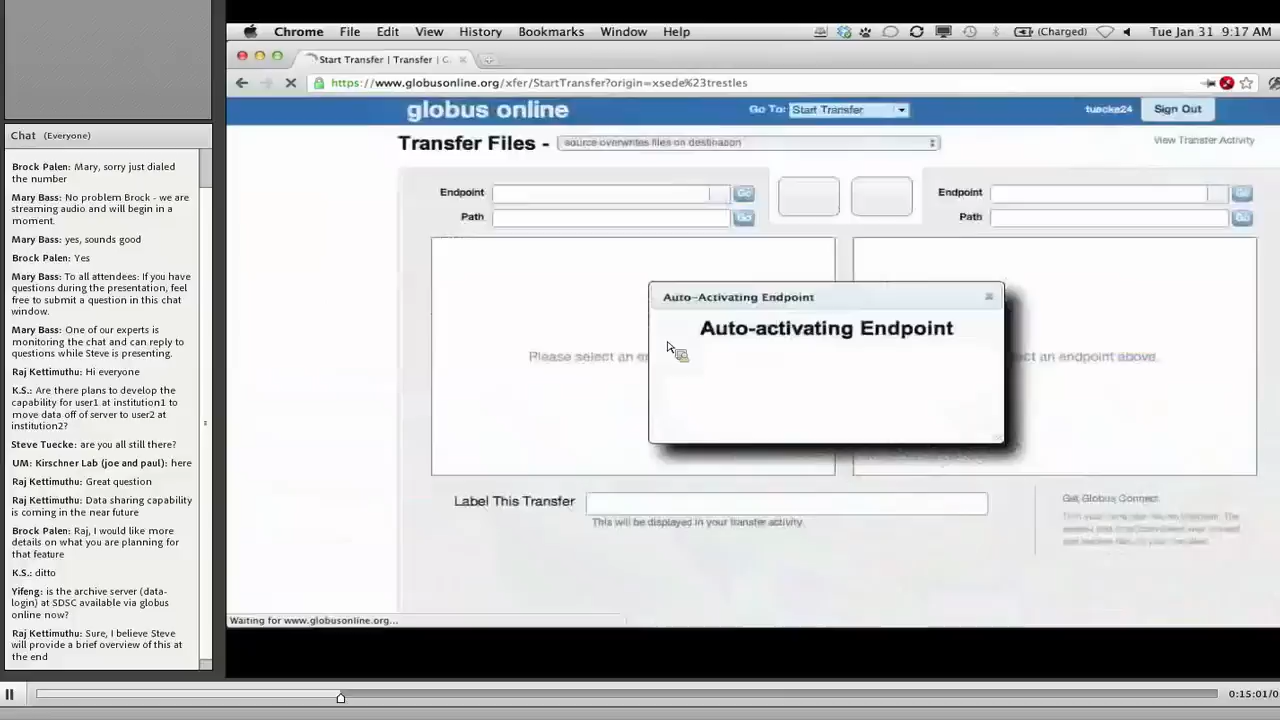 Chrome File Edit View History Bookmarks Window Help (Charged) Tue Jan 31 9:17 AM
Start Transfer | Transfer | G
https://www.globusonline.org/xfer/StartTransfer?origin=xsede%23trestles
globus online Go To: Start Transfer tuecke24 Sign Out
Transfer Files - source overwrites files on destination View Transfer Activity
Endpoint Go Endpoint Go
Path Go Path Go
Auto-Activating Endpoint
Auto-activating Endpoint
Please select an en
ct an endpoint above.
Label This Transfer
This will be displayed in your transfer activity.
Get Globus Connect
Waiting for www.globusonline.org...
Chat (Everyone)
Brock Palen: Mary, sorry just dialed
the number
Mary Bass: No problem Brock - we are
streaming audio and will begin in a
moment.
Mary Bass: yes, sounds good
Brock Palen: Yes
Mary Bass: To all attendees: If you have
questions during the presentation, feel
free to submit a question in this chat
window.
Mary Bass: One of our experts is
monitoring the chat and can reply to
questions while Steve is presenting.
Raj Kettimuthu: Hi everyone
K.S.: Are there plans to develop the
capability for user1 at institution1 to
move data off of server to user2 at
institution2?
Steve Tuecke: are you all still there?
UM: Kirschner Lab (joe and paul): here
Raj Kettimuthu: Great question
Raj Kettimuthu: Data sharing capability
is coming in the near future
Brock Palen: Raj, I would like more
details on what you are planning for
that feature
K.S.: ditto
Yifeng: is the archive server (data-
login) at SDSC available via globus
online now?
Raj Kettimuthu: Sure, I believe Steve
will provide a brief overview of this at
the end
0:15:01/0